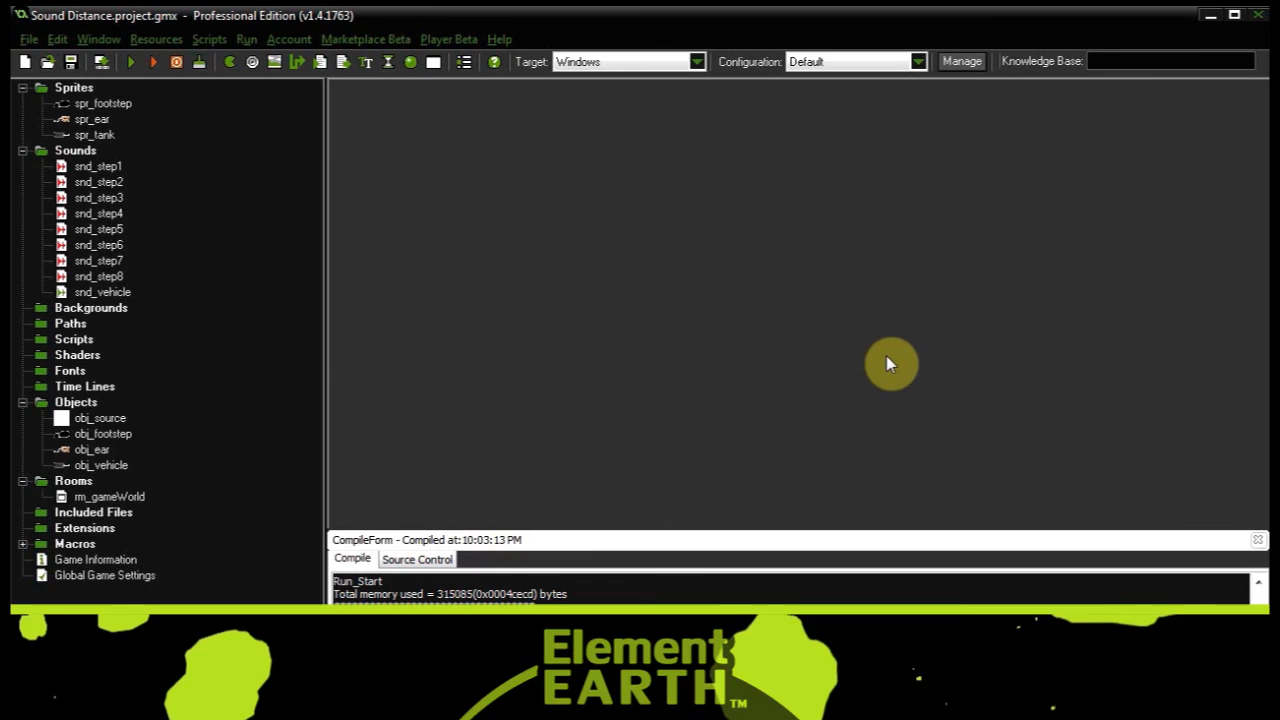 Sound Distance.project.gmx - Professional Edition (v1.4.1763)
File Edit Window Resources Scripts Run Account Marketplace Beta Player Beta Help
Target: Windows Configuration: Default Manage Knowledge Base:
Sprites
spr_footstep
spr_ear
spr_tank
Sounds
snd_step1
snd_step2
snd_step3
snd_step4
snd_step5
snd_step6
snd_step7
snd_step8
snd_vehicle
Backgrounds
Paths
Scripts
Shaders
Fonts
Time Lines
Objects
obj_source
obj_footstep
obj_ear
obj_vehicle
Rooms
rm_gameWorld
Included Files
Extensions
Macros
Game Information
Global Game Settings
CompileForm - Compiled at: 10:03:13 PM
Compile Source Control
Run_Start
Total memory used = 315085(0x0004cecd) bytes
Element
EARTH™